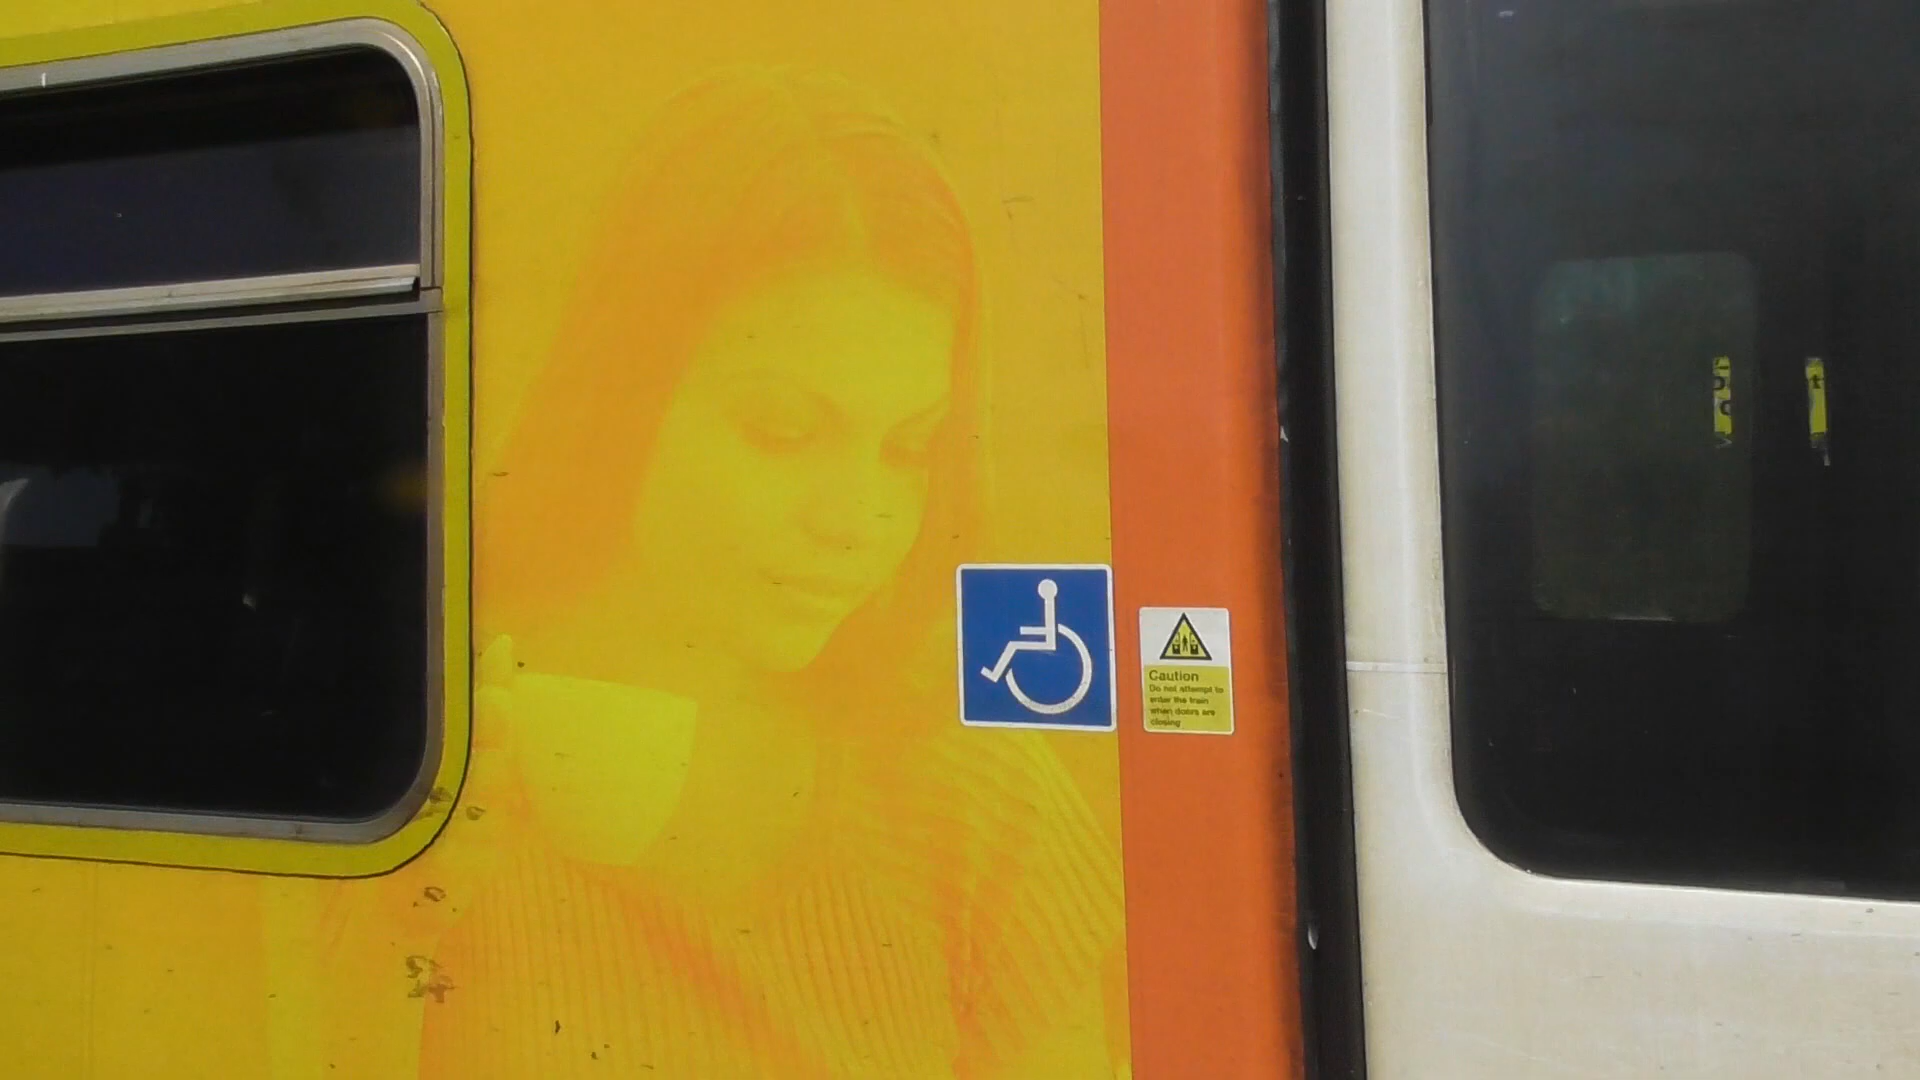 Caution
Do not attempt to
enter the train
when doors are
closing